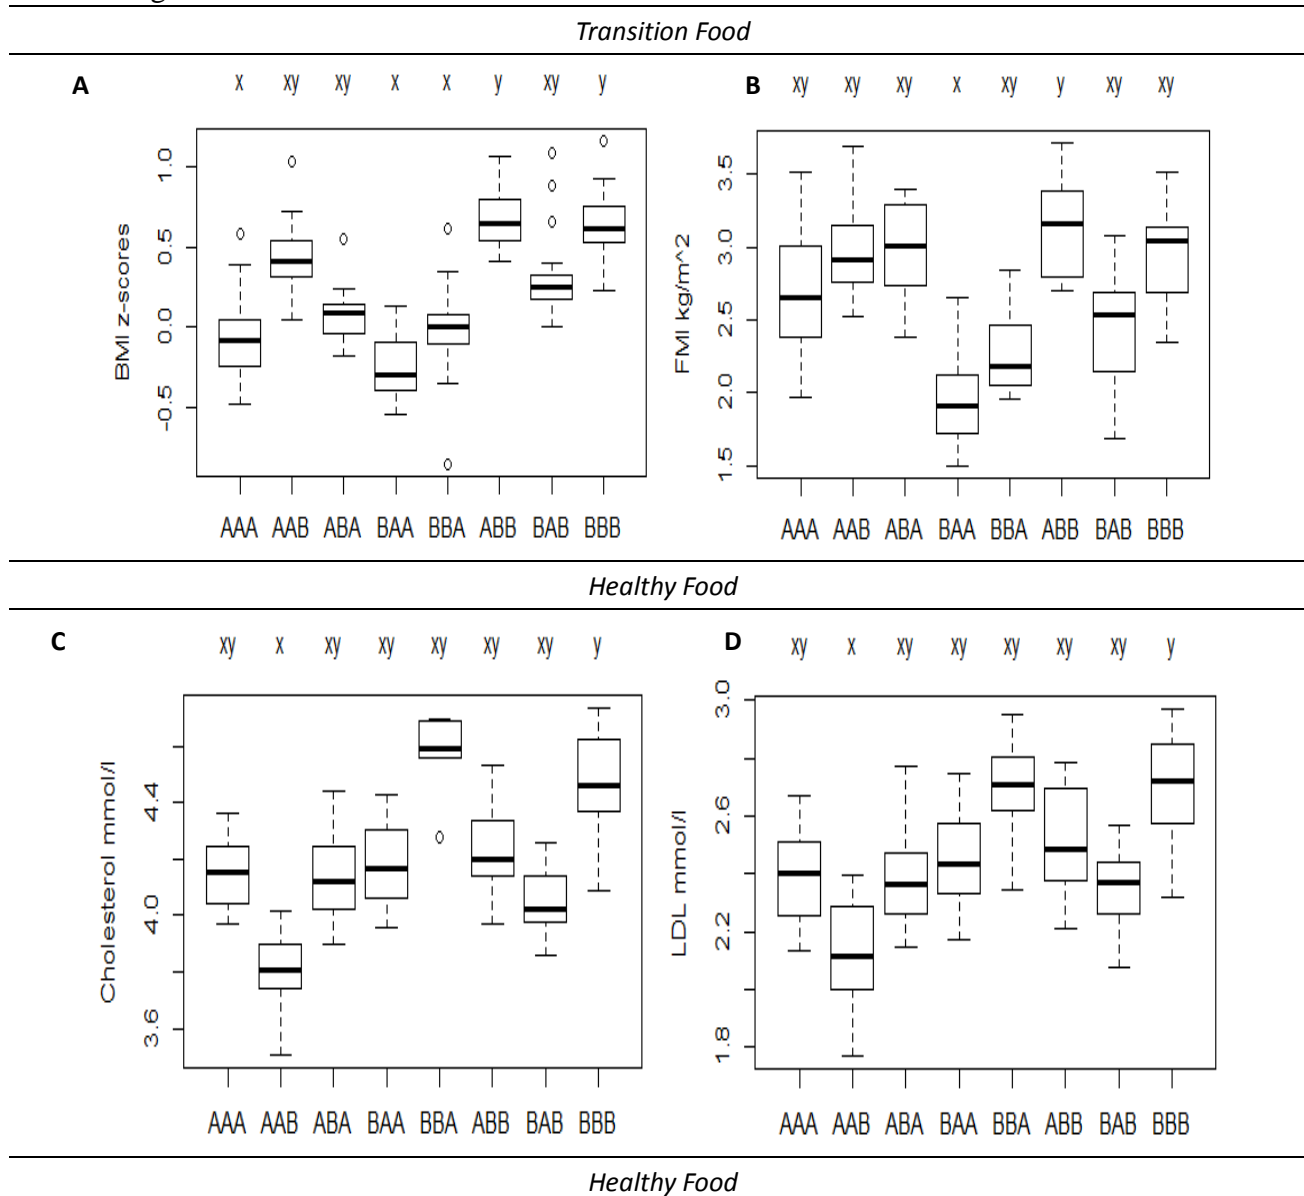 Transition Food
A x xy xy x x y xy y
B xy xy xy x xy y xy xy
BMI z-scores
1.0
0.5
0.0
-0.5
AAA AAB ABA BAA BBA ABB BAB BBB
FMI kg/m^2
3.5
3.0
2.5
2.0
1.5
AAA AAB ABA BAA BBA ABB BAB BBB
Healthy Food
C xy x xy xy xy xy xy y
D xy x xy xy xy xy xy y
Cholesterol mmol/l
4.4
4.0
3.6
AAA AAB ABA BAA BBA ABB BAB BBB
LDL mmol/l
3.0
2.6
2.2
1.8
AAA AAB ABA BAA BBA ABB BAB BBB
Healthy Food